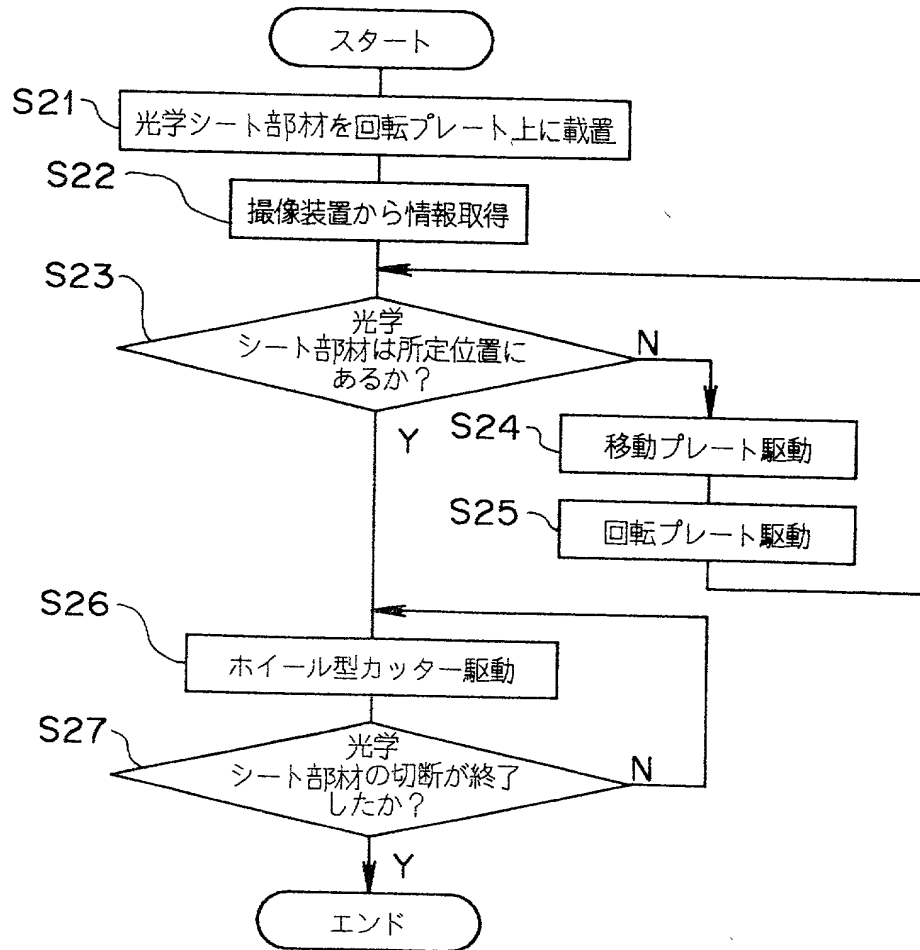 スタート
S21
光学シート部材を回転プレート上に載置
S22
撮像装置から情報取得
S23
光学
シート部材は所定位置に
あるか？
N
Y
S24
移動プレート駆動
S25
回転プレート駆動
S26
ホイール型カッター駆動
S27
光学
シート部材の切断が終了
したか？
N
Y
エンド